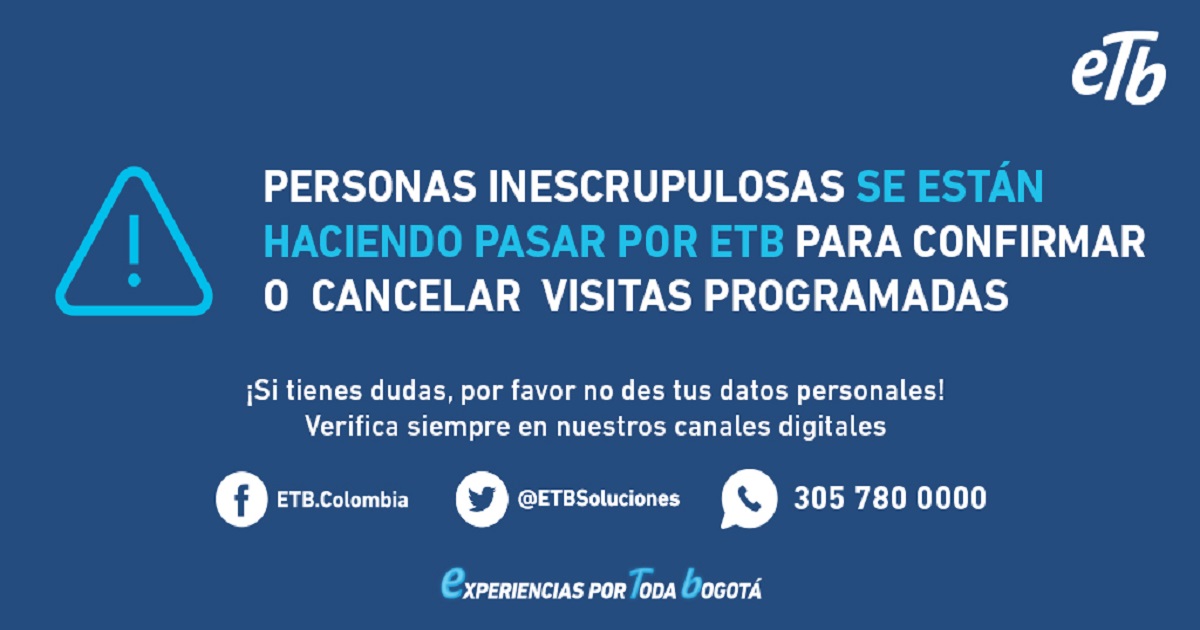 eTb
PERSONAS INESCRUPULOSAS SE ESTÁN
HACIENDO PASAR POR ETB PARA CONFIRMAR
O CANCELAR VISITAS PROGRAMADAS
¡Si tienes dudas, por favor no des tus datos personales!
Verifica siempre en nuestros canales digitales
ETB.Colombia @ETBSoluciones 305 780 0000
eXPERIENCIAS POR TODA bOGOTÁ